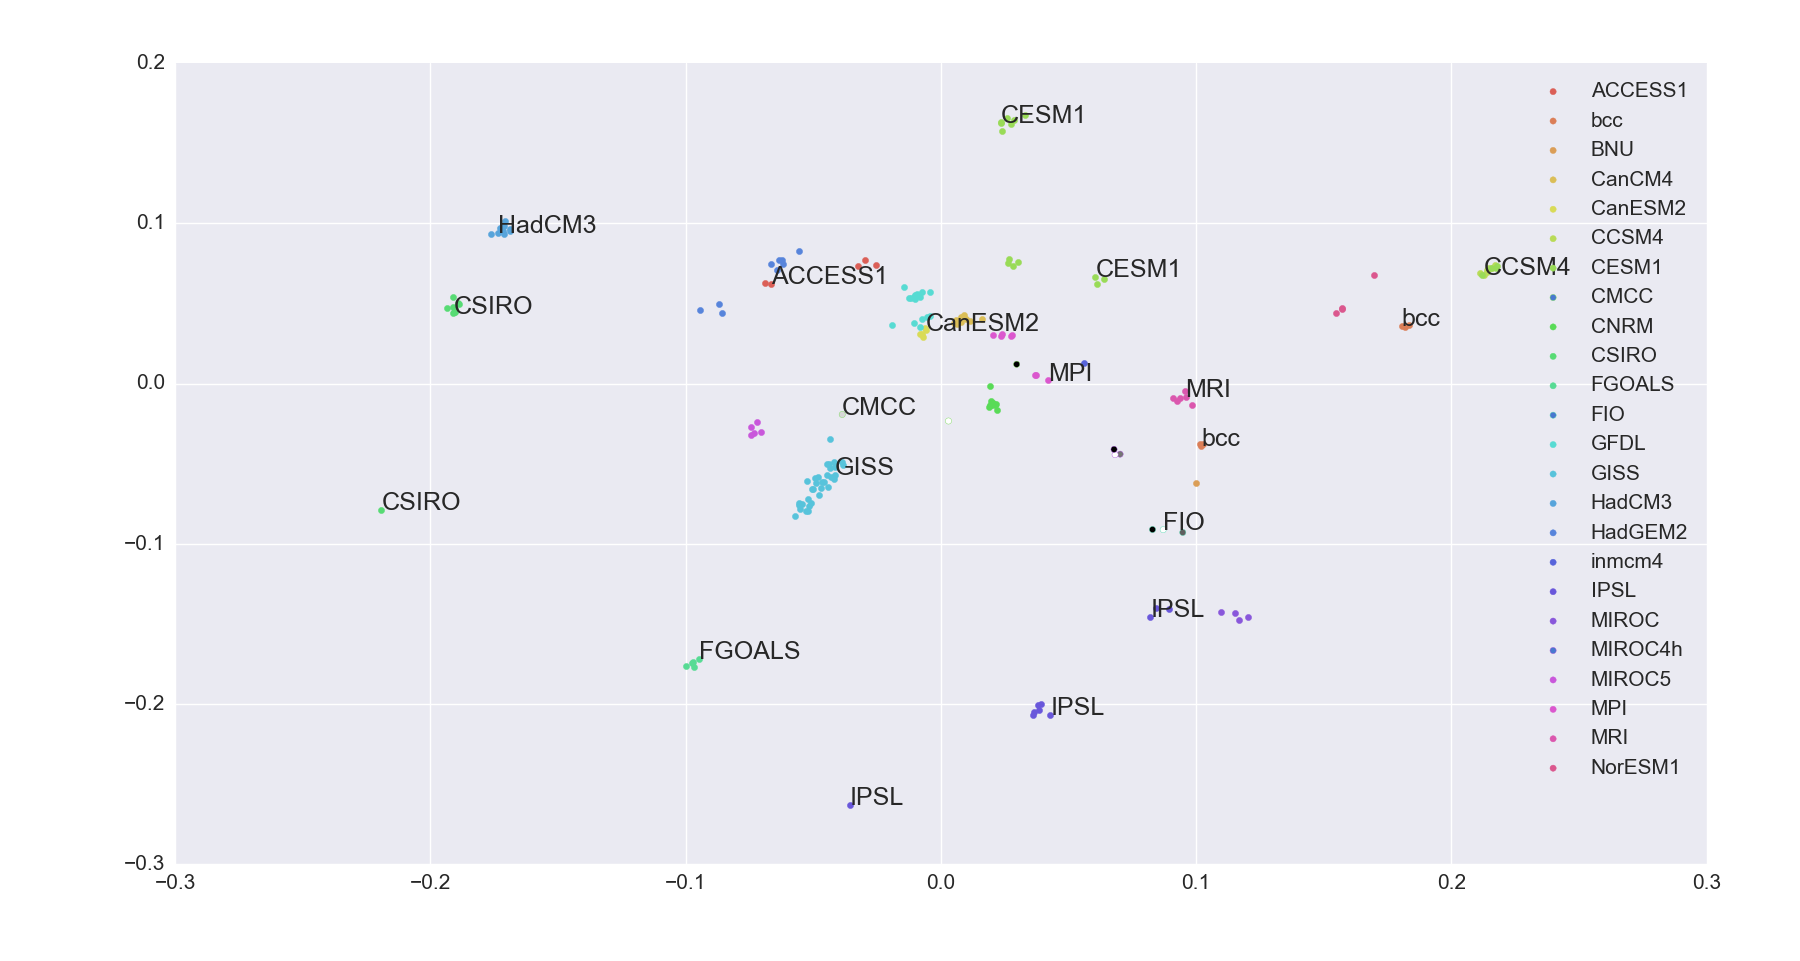 0.2
0.1
0.0
−0.1
−0.2
−0.3
−0.3
−0.2
−0.1
0.0
0.1
0.2
0.3
CESM1
HadCM3
ACCESS1
CESM1
CCSM4
CSIRO
CanESM2
bcc
MPI
MRI
CMCC
bcc
GISS
CSIRO
FIO
IPSL
FGOALS
IPSL
IPSL
ACCESS1
bcc
BNU
CanCM4
CanESM2
CCSM4
CESM1
CMCC
CNRM
CSIRO
FGOALS
FIO
GFDL
GISS
HadCM3
HadGEM2
inmcm4
IPSL
MIROC
MIROC4h
MIROC5
MPI
MRI
NorESM1